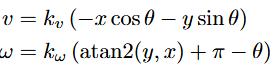 v = k_v (−x cos θ − y sin θ)
ω = k_ω (atan2(y, x) + π − θ)